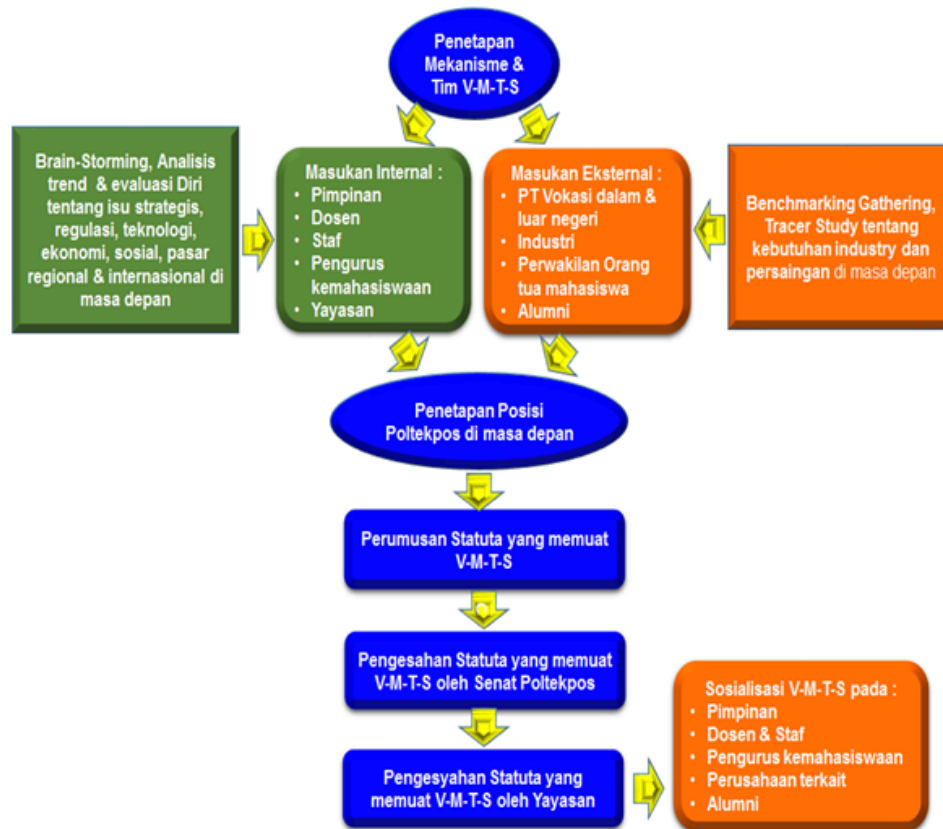 Penetapan
Mekanisme &
Tim V-M-T-S
Brain-Storming, Analisis
trend & evaluasi Diri
tentang isu strategis,
regulasi, teknologi,
ekonomi, sosial, pasar
regional & internasional di
masa depan
Masukan Internal :
• Pimpinan
• Dosen
• Staf
• Pengurus
kemahasiswaan
• Yayasan
Masukan Eksternal :
• PT Vokasi dalam &
luar negeri
• Industri
• Perwakilan Orang
tua mahasiswa
• Alumni
Benchmarking Gathering,
Tracer Study tentang
kebutuhan industry dan
persaingan di masa depan
Penetapan Posisi
Poltekpos di masa depan
Perumusan Statuta yang memuat
V-M-T-S
Pengesahan Statuta yang memuat
V-M-T-S oleh Senat Poltekpos
Pengesyahan Statuta yang
memuat V-M-T-S oleh Yayasan
Sosialisasi V-M-T-S pada :
• Pimpinan
• Dosen & Staf
• Pengurus kemahasiswaan
• Perusahaan terkait
• Alumni